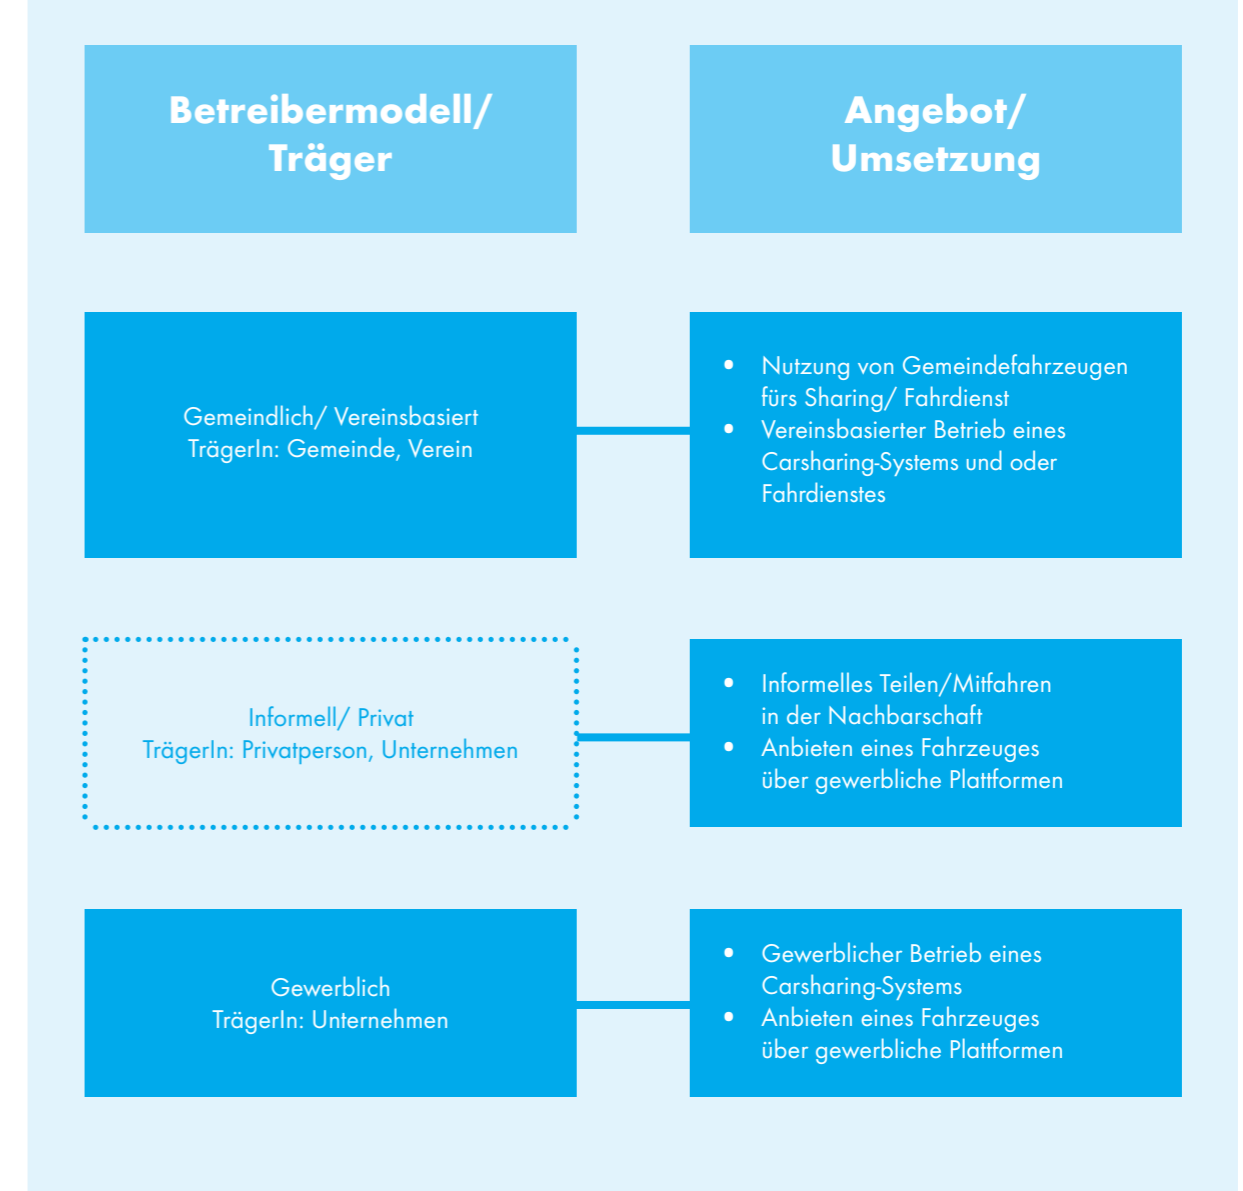 Betreibermodell/
Träger
Angebot/
Umsetzung
Gemeindlich/ Vereinsbasiert
TrägerIn: Gemeinde, Verein
• Nutzung von Gemeindefahrzeugen
fürs Sharing/ Fahrdienst
• Vereinsbasierter Betrieb eines
Carsharing-Systems und oder
Fahrdienstes
Informell/ Privat
TrägerIn: Privatperson, Unternehmen
• Informelles Teilen/Mitfahren
in der Nachbarschaft
• Anbieten eines Fahrzeuges
über gewerbliche Plattformen
Gewerblich
TrägerIn: Unternehmen
• Gewerblicher Betrieb eines
Carsharing-Systems
• Anbieten eines Fahrzeuges
über gewerbliche Plattformen